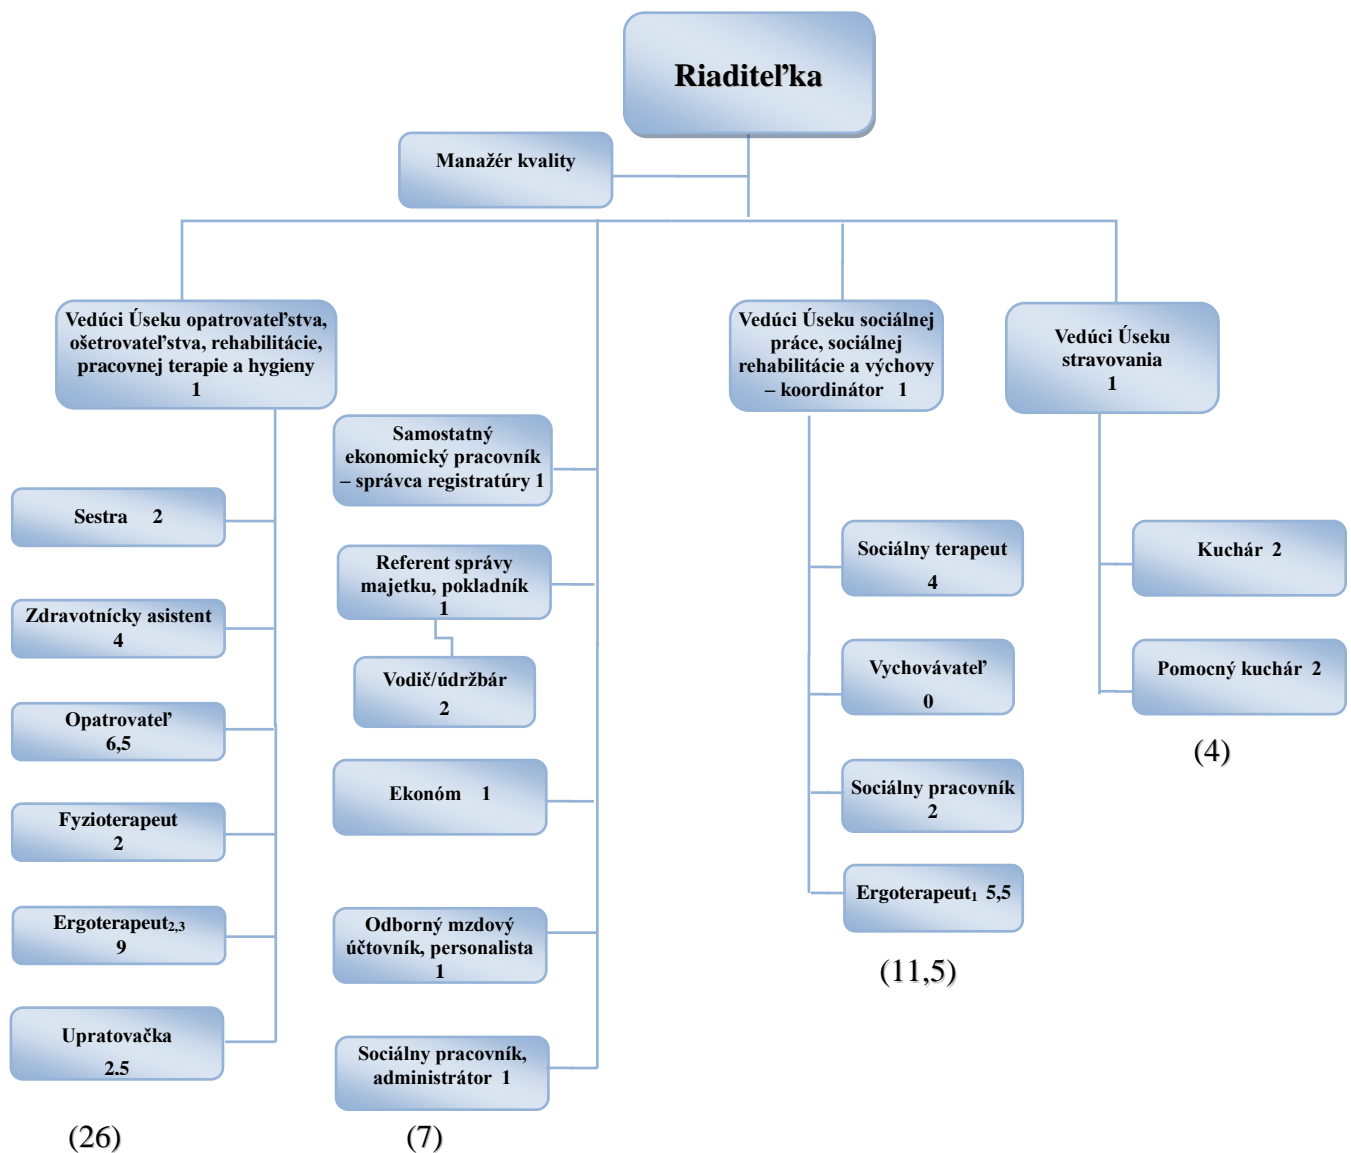 Riaditeľka
Manažér kvality
Vedúci Úseku opatrovateľstva,
ošetrovateľstva, rehabilitácie,
pracovnej terapie a hygieny
1
Sestra 2
Zdravotnícky asistent
4
Opatrovateľ
6,5
Fyzioterapeut
2
Ergoterapeut2,3
9
Upratovačka
2,5
(26)
Samostatný
ekonomický pracovník
– správca registratúry 1
Referent správy
majetku, pokladník
1
Vodič/údržbár
2
Ekonóm 1
Odborný mzdový
účtovník, personalista
1
Sociálny pracovník,
administrátor 1
(7)
Vedúci Úseku sociálnej
práce, sociálnej
rehabilitácie a výchovy
– koordinátor 1
Sociálny terapeut
4
Vychovávateľ
0
Sociálny pracovník
2
Ergoterapeut1 5,5
(11,5)
Vedúci Úseku
stravovania
1
Kuchár 2
Pomocný kuchár 2
(4)